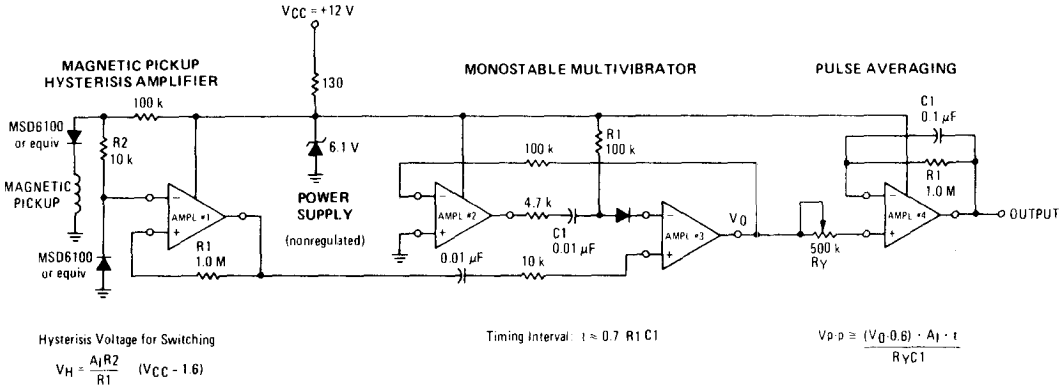 VCC = +12 V
MAGNETIC PICKUP
HYSTERISIS AMPLIFIER
MONOSTABLE MULTIVIBRATOR
PULSE AVERAGING
130
100 k
MSD6100
or equiv
R2
10 k
MAGNETIC
PICKUP
MSD6100
or equiv
−
AMPL #1
+
R1
1.0 M
6.1 V
POWER
SUPPLY
(nonregulated)
100 k
R1
100 k
−
AMPL #2
+
4.7 k
C1
0.01 µF
0.01 µF
10 k
−
AMPL #3
+
VO
500 k
RY
C1
0.1 µF
R1
1.0 M
−
AMPL #4
+
OUTPUT
Hysterisis Voltage for Switching
VH = AIR2 / R1 (VCC − 1.6)
Timing Interval: t ≈ 0.7 R1 C1
Vp-p ≅ (VO-0.6) · AI · t / RYC1